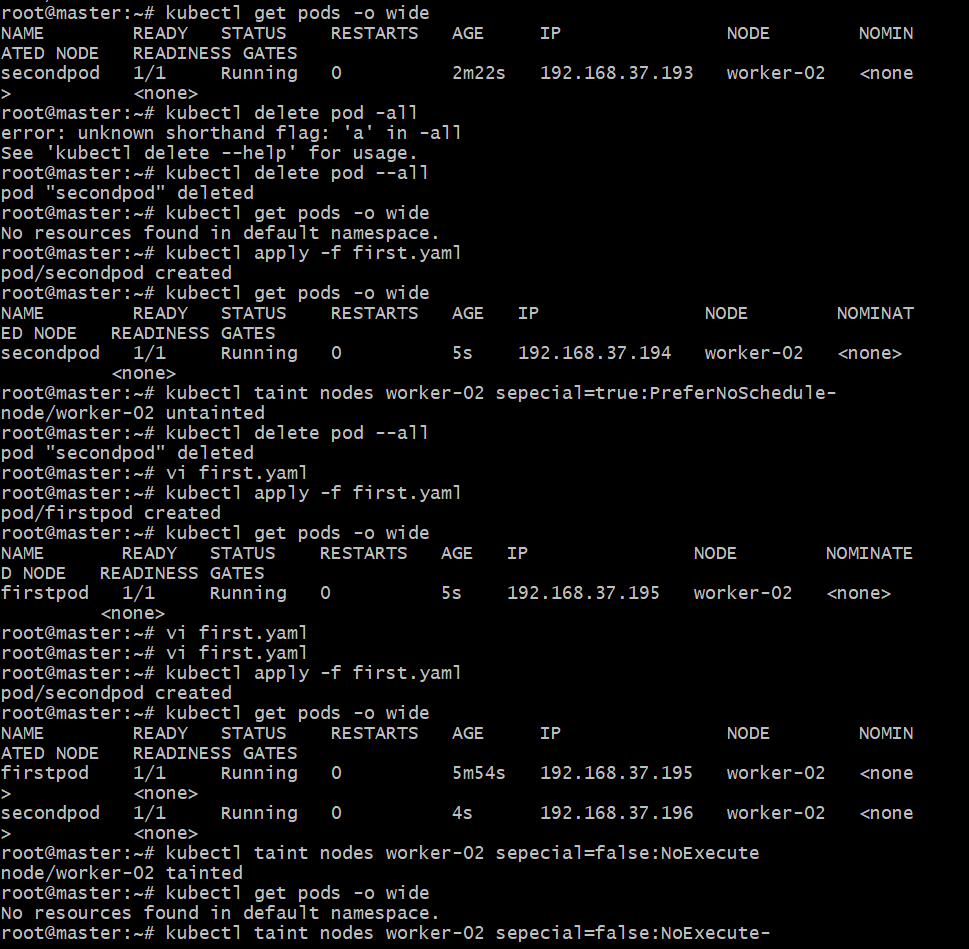 root@master:~# kubectl get pods -o wide
NAME        READY   STATUS    RESTARTS   AGE     IP               NODE        NOMIN
ATED NODE   READINESS GATES
secondpod   1/1     Running   0          2m22s   192.168.37.193   worker-02   <none
>           <none>
root@master:~# kubectl delete pod -all
error: unknown shorthand flag: 'a' in -all
See 'kubectl delete --help' for usage.
root@master:~# kubectl delete pod --all
pod "secondpod" deleted
root@master:~# kubectl get pods -o wide
No resources found in default namespace.
root@master:~# kubectl apply -f first.yaml
pod/secondpod created
root@master:~# kubectl get pods -o wide
NAME        READY   STATUS    RESTARTS   AGE   IP               NODE        NOMINAT
ED NODE   READINESS GATES
secondpod   1/1     Running   0          5s    192.168.37.194   worker-02   <none>
          <none>
root@master:~# kubectl taint nodes worker-02 sepecial=true:PreferNoSchedule-
node/worker-02 untainted
root@master:~# kubectl delete pod --all
pod "secondpod" deleted
root@master:~# vi first.yaml
root@master:~# kubectl apply -f first.yaml
pod/firstpod created
root@master:~# kubectl get pods -o wide
NAME       READY   STATUS    RESTARTS   AGE   IP               NODE        NOMINATE
D NODE   READINESS GATES
firstpod   1/1     Running   0          5s    192.168.37.195   worker-02   <none>
         <none>
root@master:~# vi first.yaml
root@master:~# vi first.yaml
root@master:~# kubectl apply -f first.yaml
pod/secondpod created
root@master:~# kubectl get pods -o wide
NAME        READY   STATUS    RESTARTS   AGE     IP               NODE        NOMIN
ATED NODE   READINESS GATES
firstpod    1/1     Running   0          5m54s   192.168.37.195   worker-02   <none
>           <none>
secondpod   1/1     Running   0          4s      192.168.37.196   worker-02   <none
>           <none>
root@master:~# kubectl taint nodes worker-02 sepecial=false:NoExecute
node/worker-02 tainted
root@master:~# kubectl get pods -o wide
No resources found in default namespace.
root@master:~# kubectl taint nodes worker-02 sepecial=false:NoExecute-